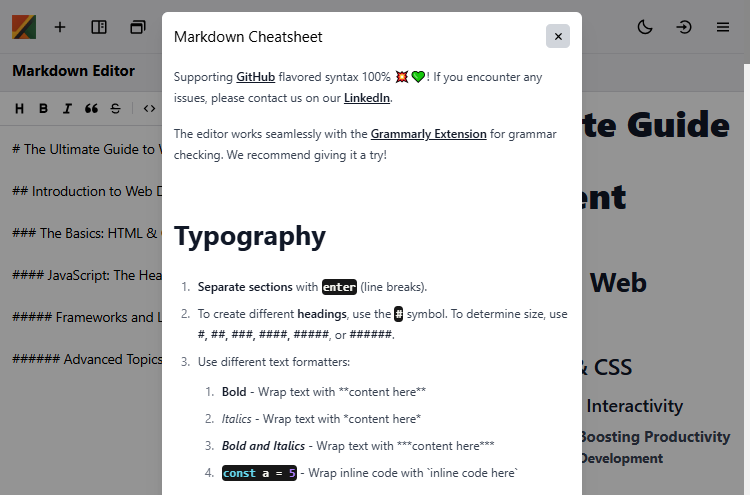 Markdown Cheatsheet
Supporting GitHub flavored syntax 100% 💥💚! If you encounter any
issues, please contact us on our LinkedIn.
The editor works seamlessly with the Grammarly Extension for grammar
checking. We recommend giving it a try!
Typography
1. Separate sections with enter (line breaks).
2. To create different headings, use the # symbol. To determine size, use
#, ##, ###, ####, #####, or ######.
3. Use different text formatters:
1. Bold - Wrap text with **content here**
2. Italics - Wrap text with *content here*
3. Bold and Italics - Wrap text with ***content here***
4. const a = 5 - Wrap inline code with `inline code here`
Markdown Editor
H B I S <>
# The Ultimate Guide to
## Introduction to Web
### The Basics: HTML &
#### JavaScript: The
##### Frameworks and
###### Advanced Topics
Guide
Web
& CSS
Interactivity
Boosting Productivity
Development